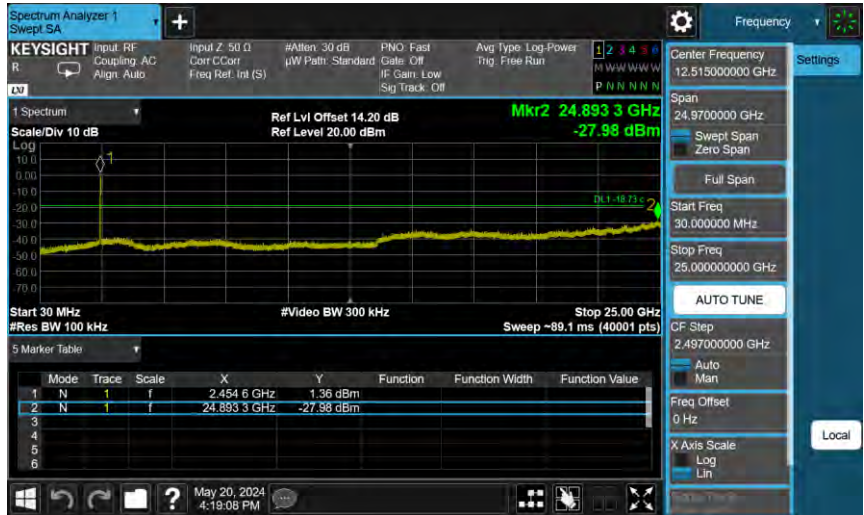 Spectrum Analyzer 1
Swept SA
+
Frequency
KEYSIGHT
R
LXI
Input: RF
Coupling: AC
Align: Auto
Input Z: 50 Ω
Corr CCorr
Freq Ref: Int (S)
#Atten: 30 dB
µW Path: Standard
PNO: Fast
Gate: Off
IF Gain: Low
Sig Track: Off
Avg Type: Log-Power
Trig: Free Run
1 2 3 4 5 6
M W W W W W
P N N N N N
Center Frequency
12.515000000 GHz
Settings
Span
24.9700000 GHz
Swept Span
Zero Span
Full Span
Start Freq
30.000000 MHz
Stop Freq
25.000000000 GHz
AUTO TUNE
CF Step
2.497000000 GHz
Auto
Man
Freq Offset
0 Hz
X Axis Scale
Log
Lin
Local
1 Spectrum
Scale/Div 10 dB
Ref Lvl Offset 14.20 dB
Ref Level 20.00 dBm
Mkr2 24.893 3 GHz
-27.98 dBm
Log
10.0
0.00
-10.0
-20.0
-30.0
-50.0
-60.0
-70.0
1
DL1 -18.73
2
Start 30 MHz
#Res BW 100 kHz
#Video BW 300 kHz
Stop 25.00 GHz
Sweep ~89.1 ms (40001 pts)
5 Marker Table
Mode Trace Scale X Y Function Function Width Function Value
1 N 1 f 2.454 6 GHz 1.36 dBm
2 N 1 f 24.893 3 GHz -27.98 dBm
3
4
5
6
?
May 20, 2024
4:19:08 PM